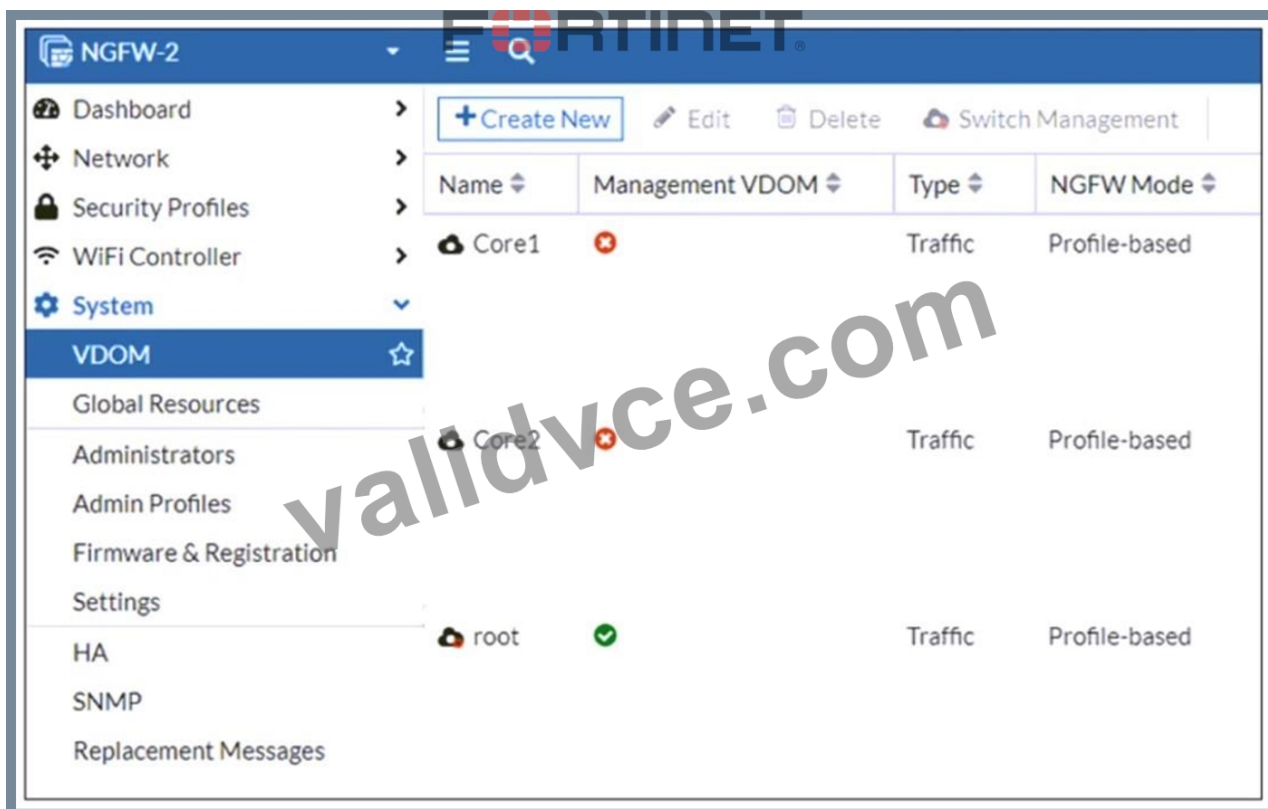 FORTINET®
NGFW-2
Dashboard
Network
Security Profiles
WiFi Controller
System
VDOM
Global Resources
Administrators
Admin Profiles
Firmware & Registration
Settings
HA
SNMP
Replacement Messages
+Create New Edit Delete Switch Management
Name Management VDOM Type NGFW Mode
Core1 Traffic Profile-based
Core2 Traffic Profile-based
root Traffic Profile-based
validvce.com